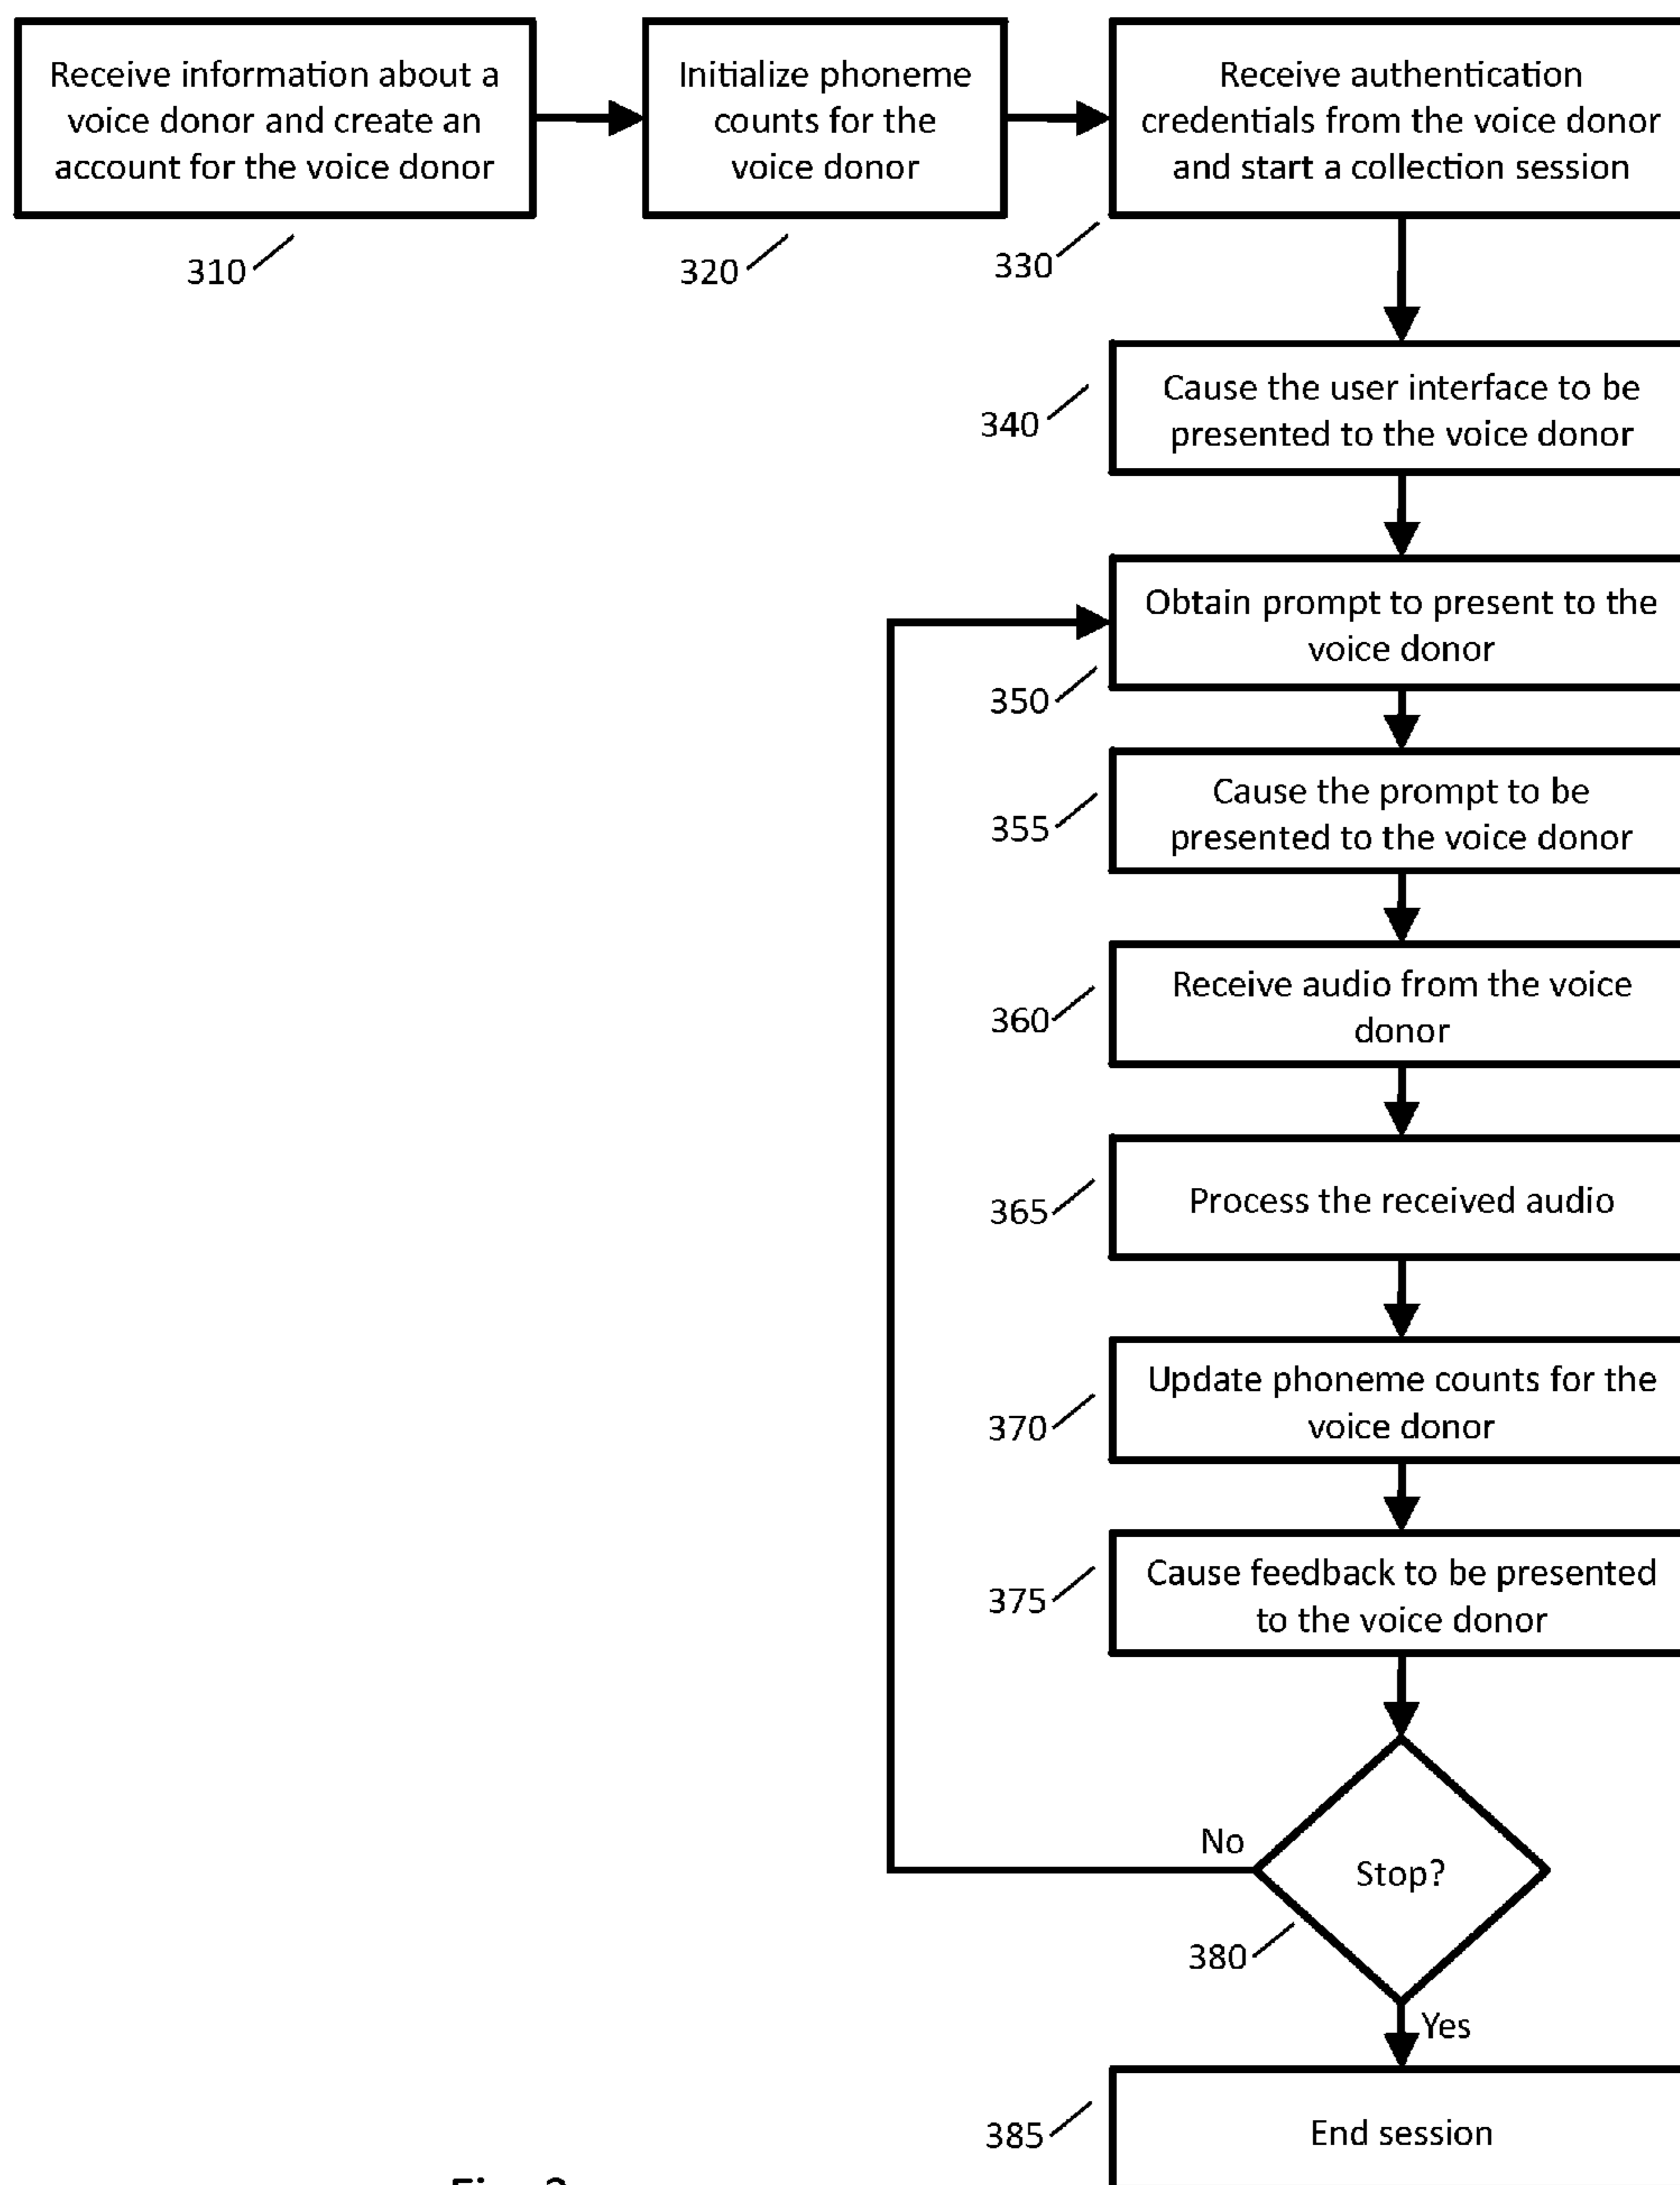 Receive information about a
voice donor and create an
account for the voice donor
310
Initialize phoneme
counts for the
voice donor
320
Receive authentication
credentials from the voice donor
and start a collection session
330
Cause the user interface to be
presented to the voice donor
340
Obtain prompt to present to the
voice donor
350
Cause the prompt to be
presented to the voice donor
355
Receive audio from the voice
donor
360
Process the received audio
365
Update phoneme counts for the
voice donor
370
Cause feedback to be presented
to the voice donor
375
Stop?
No
380
Yes
End session
385